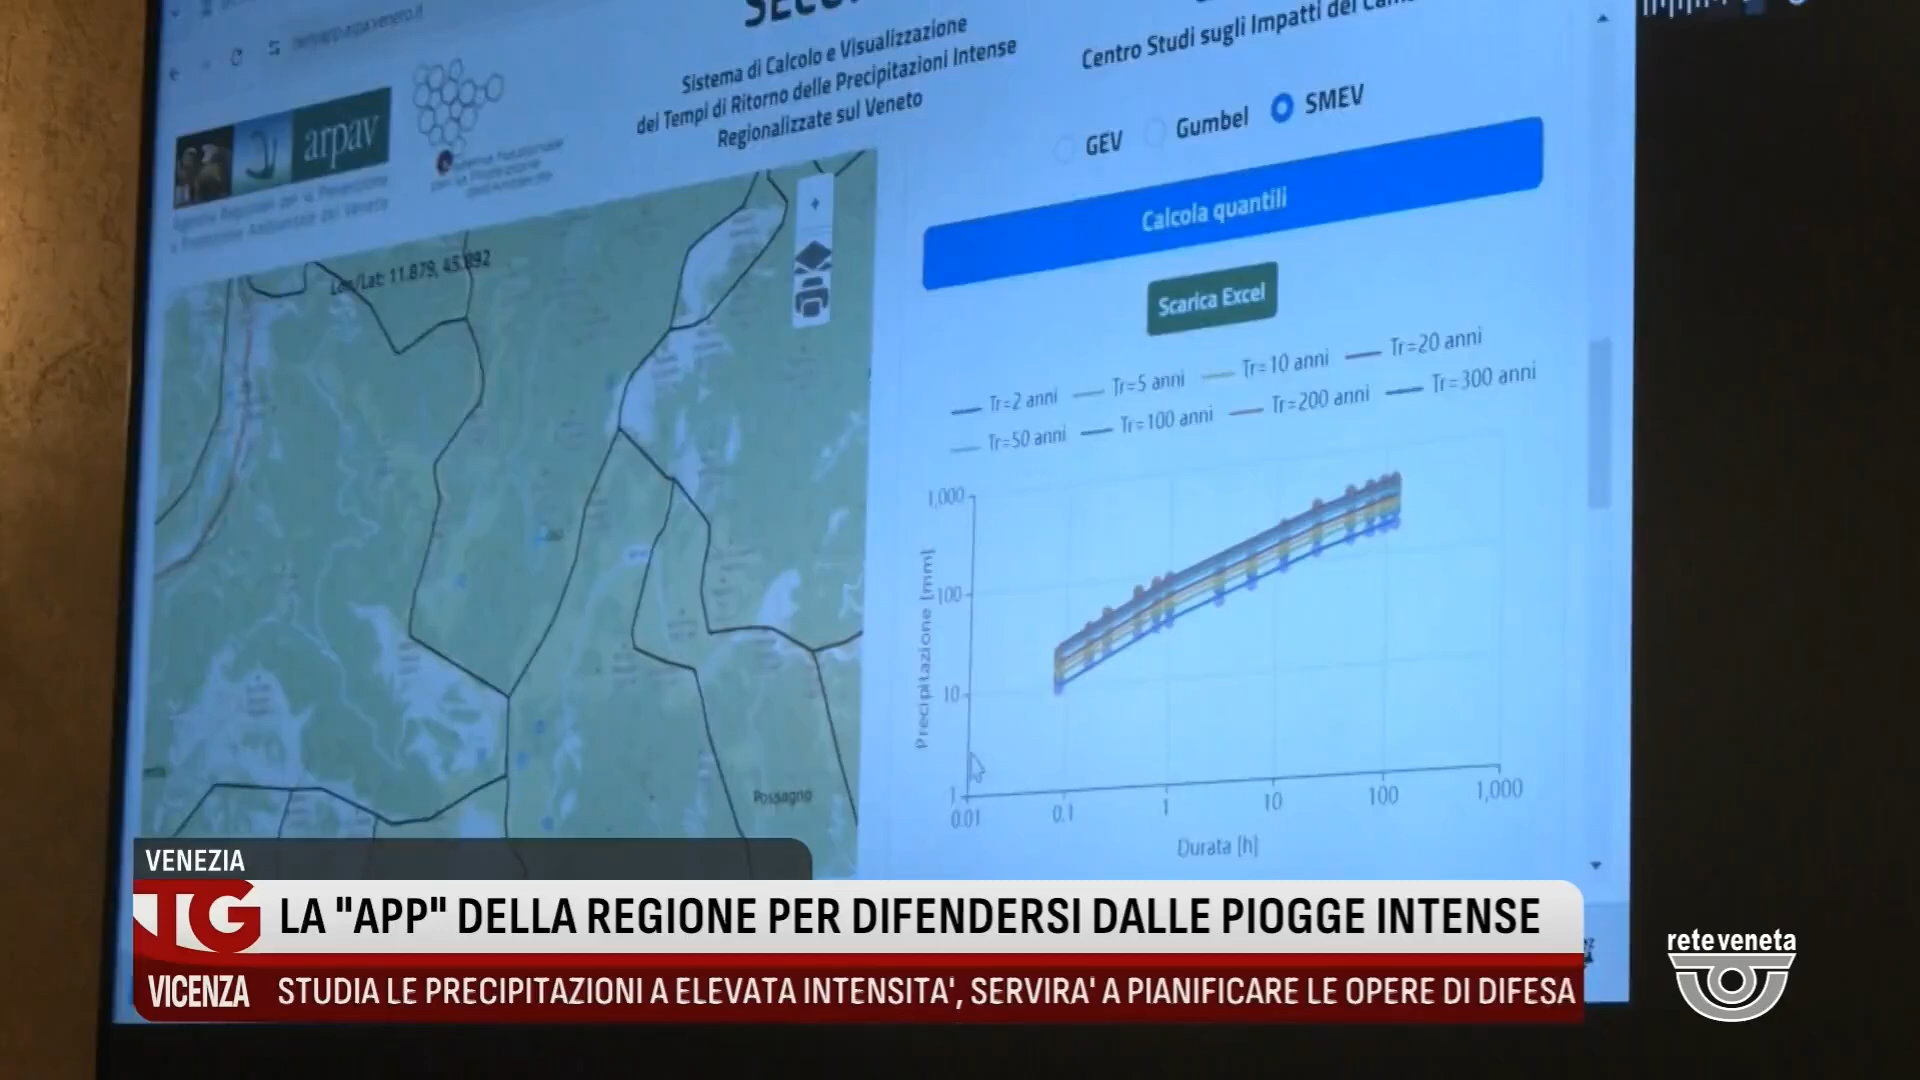 Sistema di Calcolo e Visualizzazione
dei Tempi di Ritorno delle Precipitazioni Intense
Regionalizzate sul Veneto
Centro Studi sugli Impatti dei
arpav
GEV
Gumbel
SMEV
Calcola quantili
Scarica Excel
Lon/Lat: 11.879, 45.892
Tr=2 anni
Tr=5 anni
Tr=10 anni
Tr=20 anni
Tr=50 anni
Tr=100 anni
Tr=200 anni
Tr=300 anni
1,000
100
10
1
Precipitazione [mm]
0.01
0.1
1
10
100
1,000
Durata [h]
Possagno
VENEZIA
TG
LA "APP" DELLA REGIONE PER DIFENDERSI DALLE PIOGGE INTENSE
VICENZA
STUDIA LE PRECIPITAZIONI A ELEVATA INTENSITA', SERVIRA' A PIANIFICARE LE OPERE DI DIFESA
reteveneta